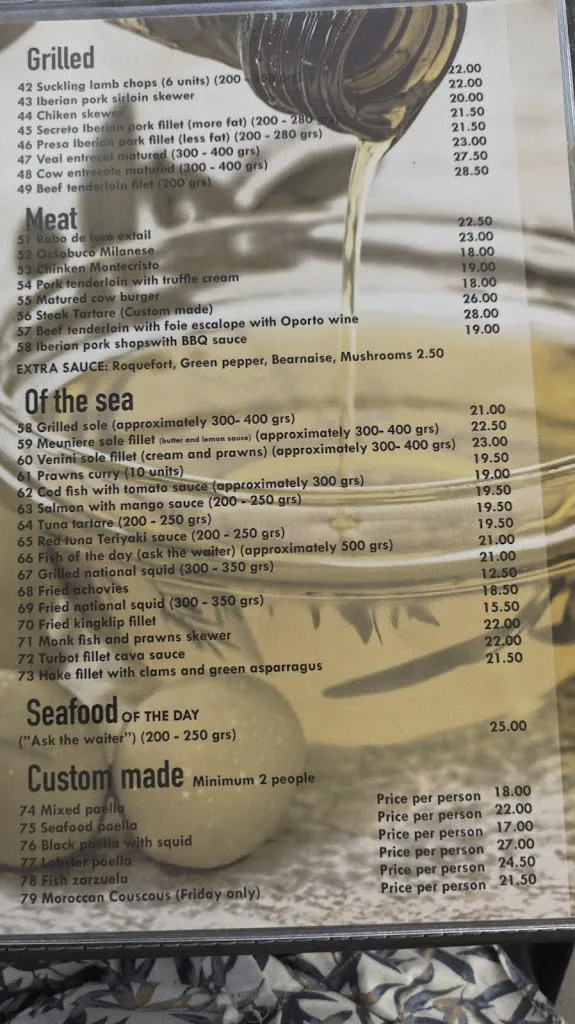 Grilled
42 Suckling lamb chops (6 units) (200 - 250 grs) 22.00
43 Iberian pork sirloin skewer 22.00
44 Chiken skewer 20.00
45 Secreto Iberian pork fillet (more fat) (200 - 280 grs) 21.50
46 Presa Iberian pork fillet (less fat) (200 - 280 grs) 21.50
47 Veal entrecot matured (300 - 400 grs) 23.00
48 Cow entrecote matured (300 - 400 grs) 27.50
49 Beef tenderloin filet (200 grs) 28.50
Meat
51 Rabo de toro oxtail 22.50
52 Ossobuco Milanese 23.00
53 Chinken Montecristo 18.00
54 Pork tenderloin with truffle cream 19.00
55 Matured cow burger 18.00
56 Steak Tartare (Custom made) 26.00
57 Beef tenderloin with foie escalope with Oporto wine 28.00
58 Iberian pork shopswith BBQ sauce 19.00
EXTRA SAUCE: Roquefort, Green pepper, Bearnaise, Mushrooms 2.50
Of the sea
58 Grilled sole (approximately 300- 400 grs) 21.00
59 Meuniere sole fillet (butter and lemon sauce) (approximately 300- 400 grs) 22.50
60 Venini sole fillet (cream and prawns) (approximately 300- 400 grs) 23.00
61 Prawns curry (10 units) 19.50
62 Cod fish with tomato sauce (approximately 300 grs) 19.00
63 Salmon with mango sauce (200 - 250 grs) 19.50
64 Tuna tartare (200 - 250 grs) 19.50
65 Red tuna Teriyaki sauce (200 - 250 grs) 19.50
66 Fish of the day (ask the waiter) (approximately 500 grs) 21.00
67 Grilled national squid (300 - 350 grs) 21.00
68 Fried achovies 12.50
69 Fried national squid (300 - 350 grs) 18.50
70 Fried kingklip fillet 15.50
71 Monk fish and prawns skewer 22.00
72 Turbot fillet cava sauce 22.00
73 Hake fillet with clams and green asparragus 21.50
Seafood OF THE DAY
("Ask the waiter") (200 - 250 grs) 25.00
Custom made Minimum 2 people
74 Mixed paella Price per person 18.00
75 Seafood paella Price per person 22.00
76 Black paella with squid Price per person 17.00
77 Lobster paella Price per person 27.00
78 Fish zarzuela Price per person 24.50
79 Moroccan Couscous (Friday only) Price per person 21.50